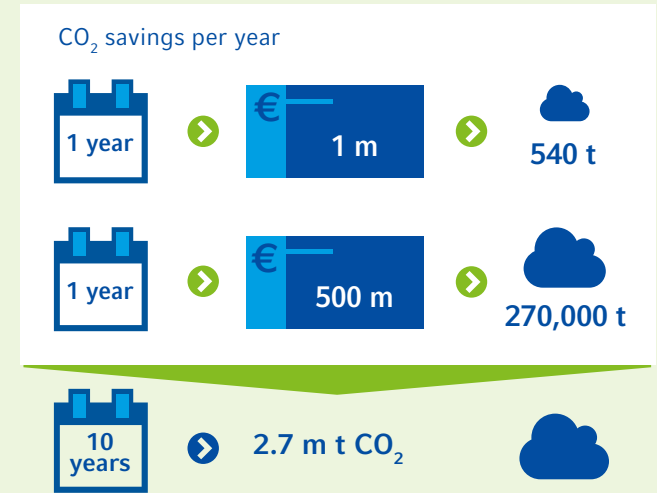 CO₂ savings per year
€
1 year
1 m
540 t
€
1 year
500 m
270,000 t
10
years
2.7 m t CO₂